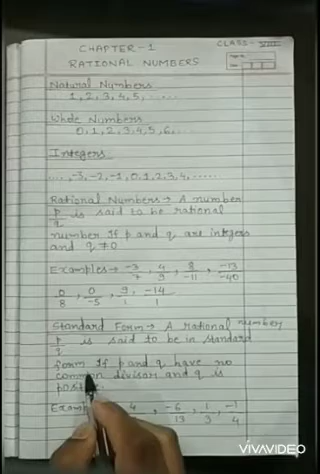 CLASS- VIII
CHAPTER-1
RATIONAL NUMBERS
Natural Numbers
1, 2, 3, 4, 5, ......
Whole Numbers
0, 1, 2, 3, 4, 5, 6, ...
Integers
...., -3, -2, -1, 0, 1, 2, 3, 4, ......
Rational Numbers → A number
p/q is said to be rational
number If p and q are integers
and q ≠ 0
Examples → -3/7, 4/9, 8/-11, -13/-40
0/8, 0/-5, 9/1, -14/1
Standard Form → A rational number
p/q is said to be in standard
form If p and q have no
common divisor and q is
-6/13, 1/3, -1/4
VIVAVIDEO